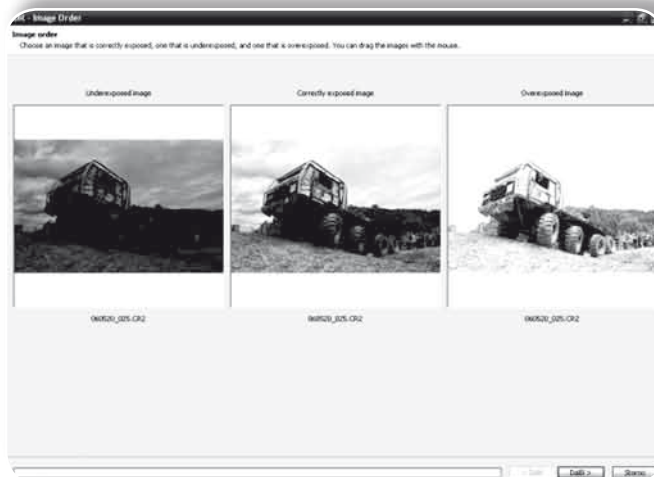 - Image Order
Image order
Choose an image that is correctly exposed, one that is underexposed, and one that is overexposed. You can drag the images with the mouse.
Underexposed image
Correctly exposed image
Overexposed image
060520_025.CR2
060520_025.CR2
060520_025.CR2
Další >
Storno